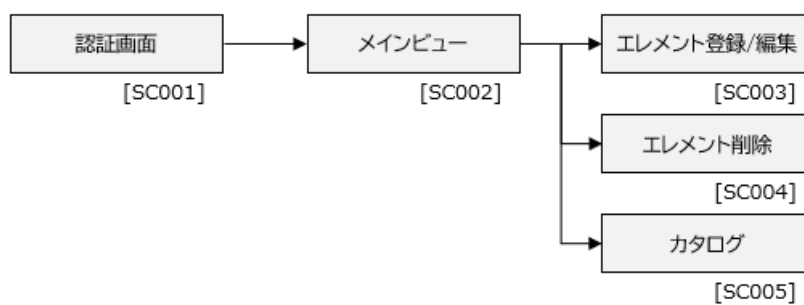 認証画面
[SC001]
メインビュー
[SC002]
エレメント登録/編集
[SC003]
エレメント削除
[SC004]
カタログ
[SC005]